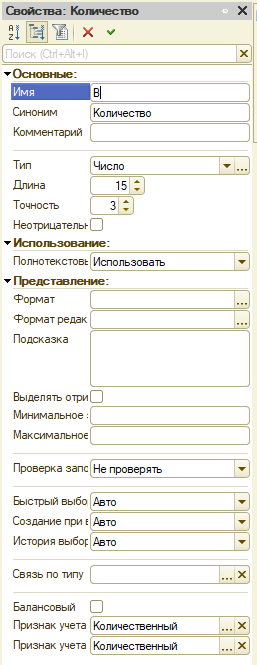 Свойства: Количество
Поиск (Ctrl+Alt+I)
Основные:
Имя В
Синоним Количество
Комментарий
Тип Число
Длина 15
Точность 3
Неотрицательн
Использование:
Полнотекстовы Использовать
Представление:
Формат
Формат редак
Подсказка
Выделять отри
Минимальное з
Максимальное
Проверка запо Не проверять
Быстрый выбо Авто
Создание при в Авто
История выбор Авто
Связь по типу
Балансовый
Признак учета Количественный
Признак учета Количественный